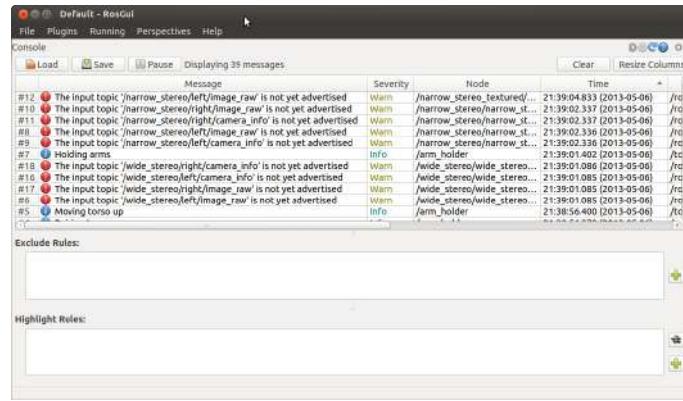 Default - RosGui
File Plugins Running Perspectives Help
Console
Load Save Pause Displaying 39 messages Clear Resize Columns
Message Severity Node Time
#12 The input topic '/narrow_stereo/left/image_raw' is not yet advertised Warn /narrow_stereo_textured/... 21:39:04.833 (2013-05-06) /ro
#10 The input topic '/narrow_stereo/right/image_raw' is not yet advertised Warn /narrow_stereo/narrow_st... 21:39:02.337 (2013-05-06) /ro
#11 The input topic '/narrow_stereo/right/camera_info' is not yet advertised Warn /narrow_stereo/narrow_st... 21:39:02.337 (2013-05-06) /ro
#8 The input topic '/narrow_stereo/left/image_raw' is not yet advertised Warn /narrow_stereo/narrow_st... 21:39:02.336 (2013-05-06) /ro
#9 The input topic '/narrow_stereo/left/camera_info' is not yet advertised Warn /narrow_stereo/narrow_st... 21:39:02.336 (2013-05-06) /ro
#7 Holding arms Info /arm_holder 21:39:01.402 (2013-05-06) /to
#18 The input topic '/wide_stereo/right/camera_info' is not yet advertised Warn /wide_stereo/wide_stereo... 21:39:01.086 (2013-05-06) /ro
#16 The input topic '/wide_stereo/left/camera_info' is not yet advertised Warn /wide_stereo/wide_stereo... 21:39:01.085 (2013-05-06) /ro
#17 The input topic '/wide_stereo/right/image_raw' is not yet advertised Warn /wide_stereo/wide_stereo... 21:39:01.085 (2013-05-06) /ro
#6 The input topic '/wide_stereo/left/image_raw' is not yet advertised Warn /wide_stereo/wide_stereo... 21:39:01.085 (2013-05-06) /ro
#5 Moving torso up Info /arm_holder 21:38:56.400 (2013-05-06) /to
Exclude Rules:
Highlight Rules: